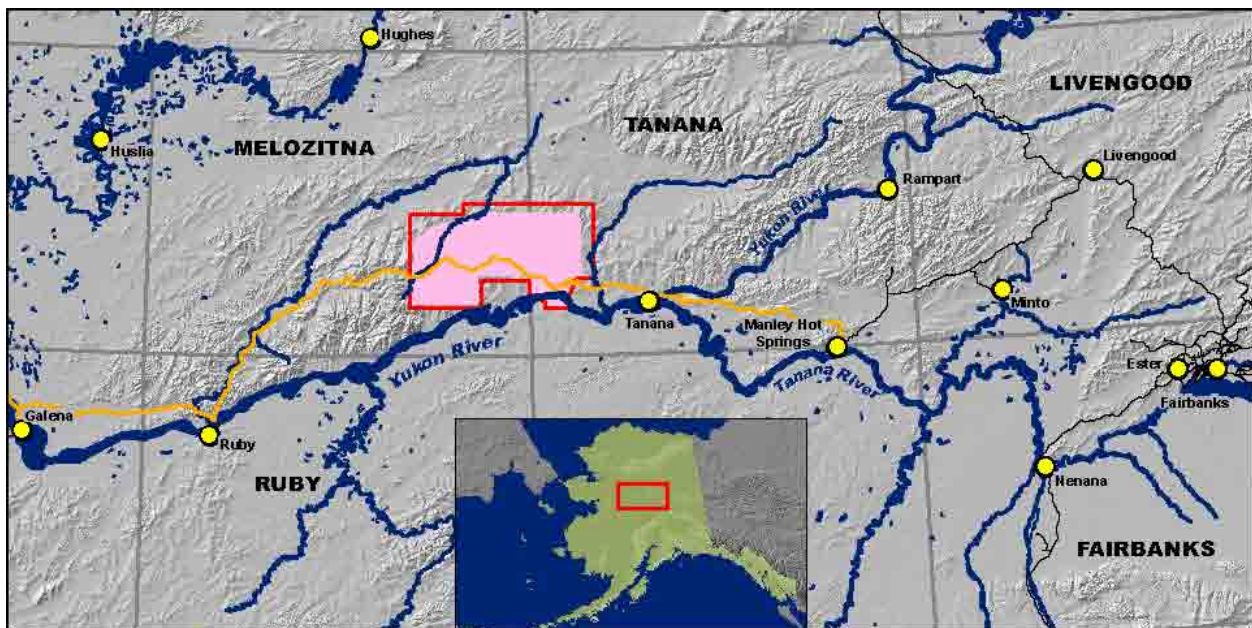 Hughes
LIVENGOOD
TANANA
Huslia
MELOZITNA
Livengood
Rampart
Yukon River
Minto
Tanana
Manley Hot
Springs
Yukon River
Tanana River
Ester
Fairbanks
Galena
Ruby
RUBY
Nenana
FAIRBANKS